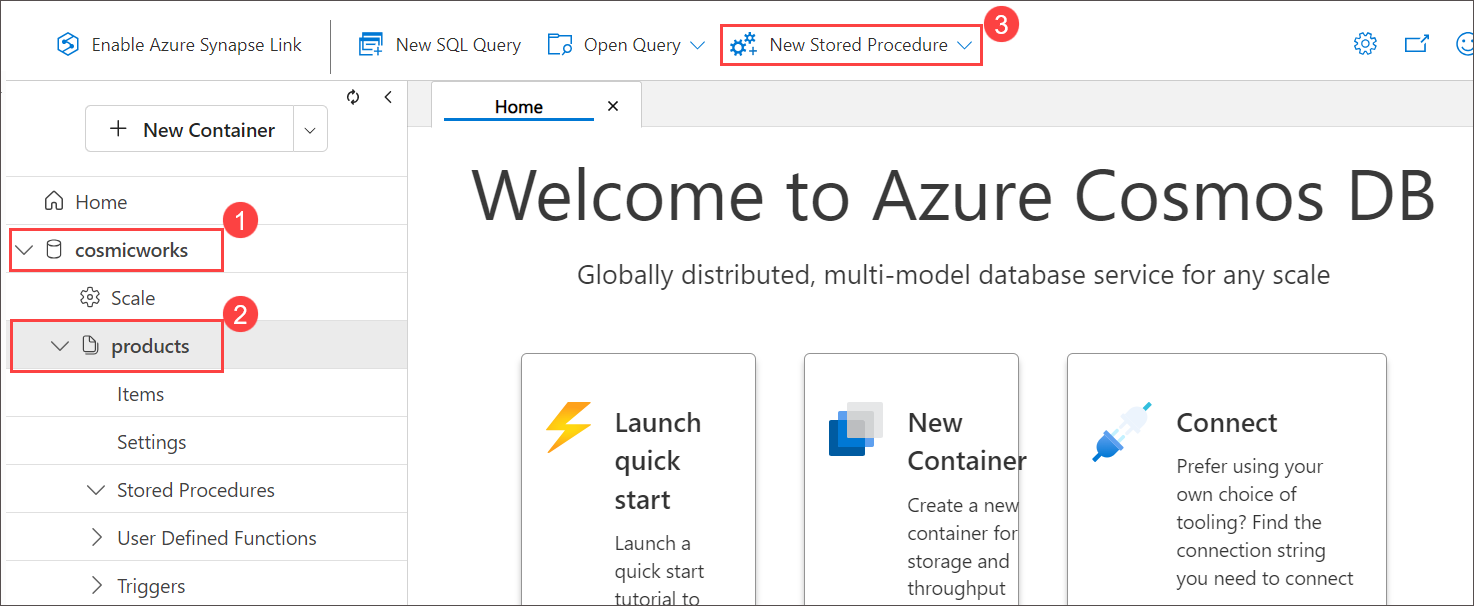 Enable Azure Synapse Link
New SQL Query
Open Query
New Stored Procedure
3
New Container
Home
1
cosmicworks
Scale
2
products
Items
Settings
Stored Procedures
User Defined Functions
Triggers
Home
Welcome to Azure Cosmos DB
Globally distributed, multi-model database service for any scale
Launch
quick
start
Launch a
quick start
tutorial to
New
Container
Create a new
container for
storage and
throughput
Connect
Prefer using your
own choice of
tooling? Find the
connection string
you need to connect